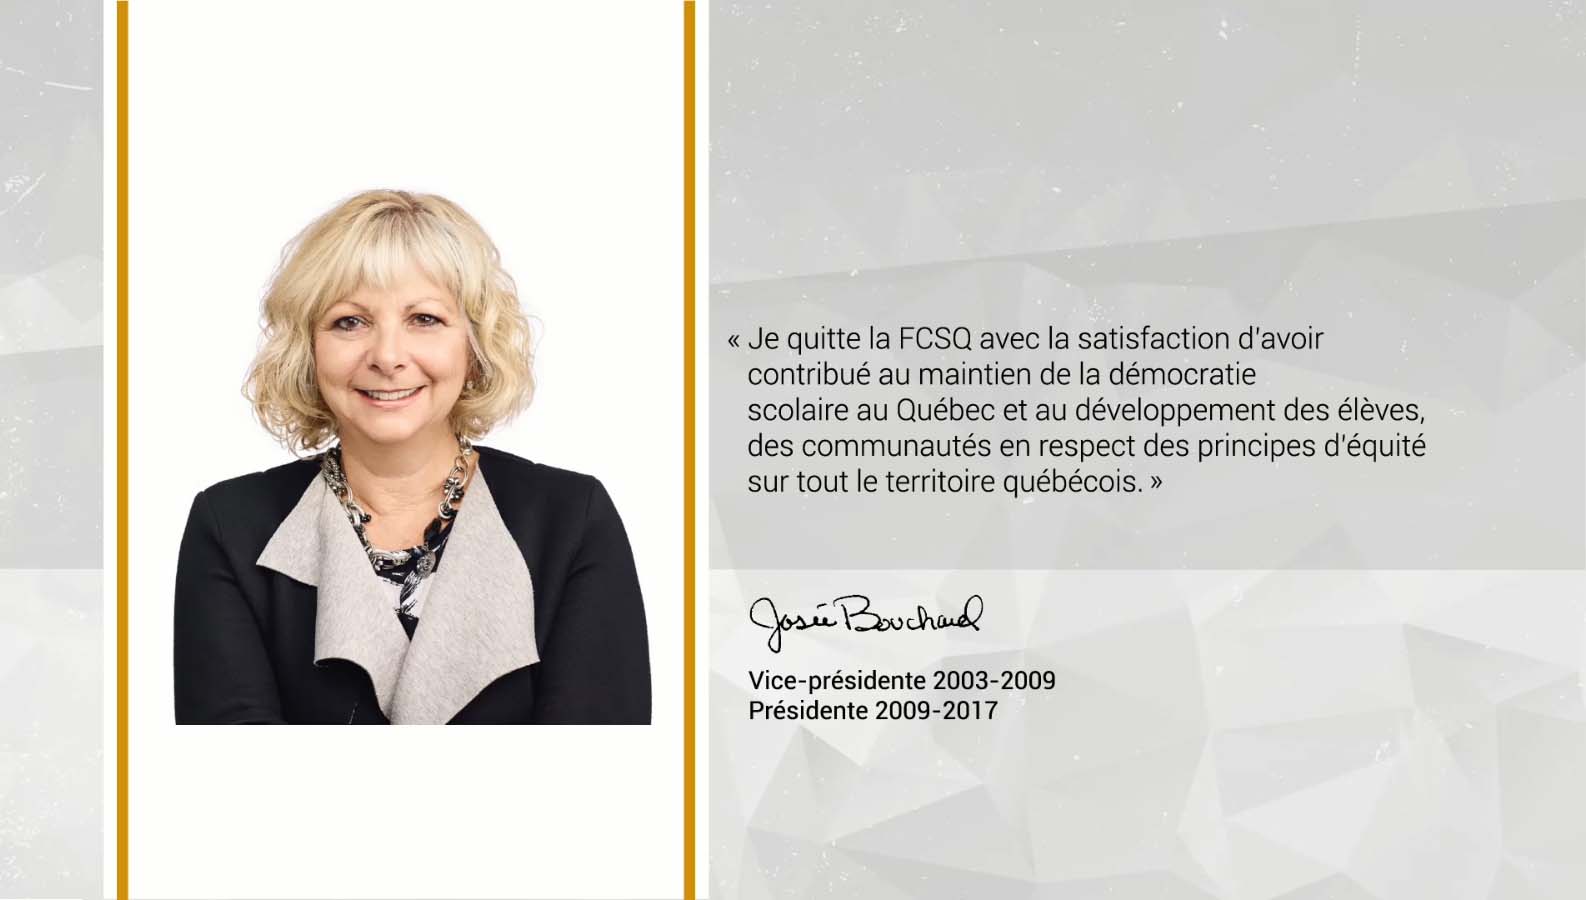 « Je quitte la FCSQ avec la satisfaction d'avoir
contribué au maintien de la démocratie
scolaire au Québec et au développement des élèves,
des communautés en respect des principes d'équité
sur tout le territoire québécois. »
Josée Bouchard
Vice-présidente 2003-2009
Présidente 2009-2017